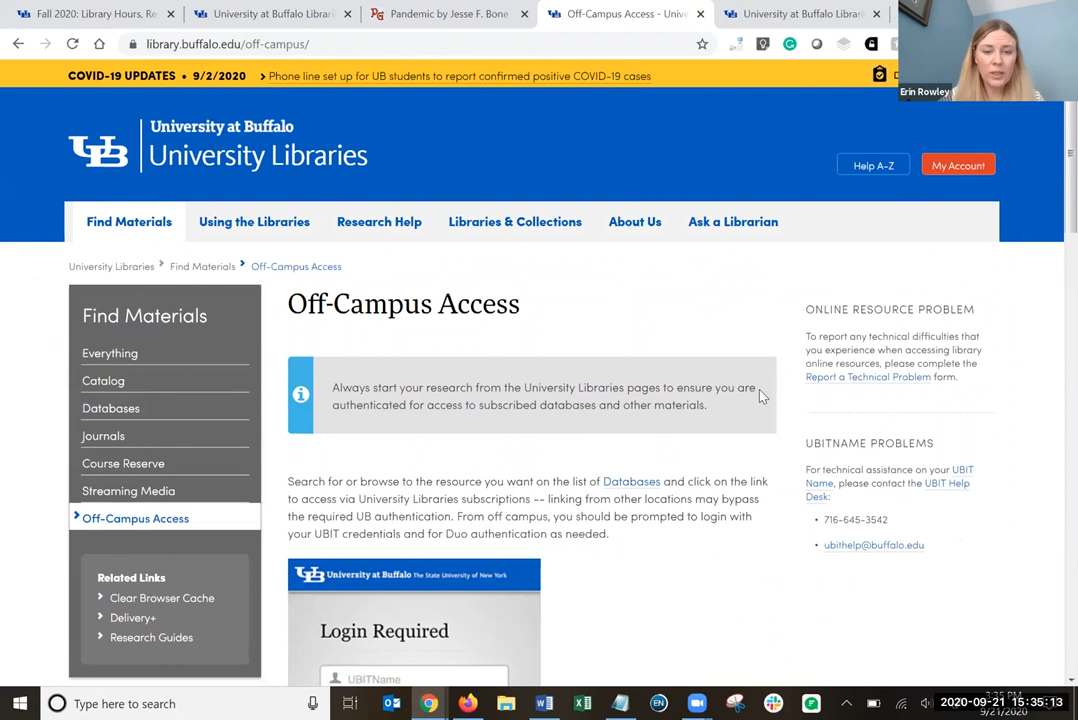 Fall 2020: Library Hours, Re
University at Buffalo Librari
Pandemic by Jesse F. Bone
Off-Campus Access - Unive
University at Buffalo Librari
library.buffalo.edu/off-campus/
Erin Rowley
COVID-19 UPDATES • 9/2/2020
Phone line set up for UB students to report confirmed positive COVID-19 cases
University at Buffalo
University Libraries
Help A-Z
My Account
Find Materials
Using the Libraries
Research Help
Libraries & Collections
About Us
Ask a Librarian
University Libraries
Find Materials
Off-Campus Access
Find Materials
Everything
Catalog
Databases
Journals
Course Reserve
Streaming Media
Off-Campus Access
Related Links
Clear Browser Cache
Delivery+
Research Guides
Off-Campus Access
Always start your research from the University Libraries pages to ensure you are
authenticated for access to subscribed databases and other materials.
Search for or browse to the resource you want on the list of Databases and click on the link
to access via University Libraries subscriptions -- linking from other locations may bypass
the required UB authentication. From off campus, you should be prompted to login with
your UBIT credentials and for Duo authentication as needed.
University at Buffalo The State University of New York
Login Required
UBITName
ONLINE RESOURCE PROBLEM
To report any technical difficulties that
you experience when accessing library
online resources, please complete the
Report a Technical Problem form.
UBITNAME PROBLEMS
For technical assistance on your UBIT
Name, please contact the UBIT Help
Desk:
• 716-645-3542
• ubithelp@buffalo.edu
Type here to search
3:35 PM
9/21/2020
2020-09-21 15:35:13